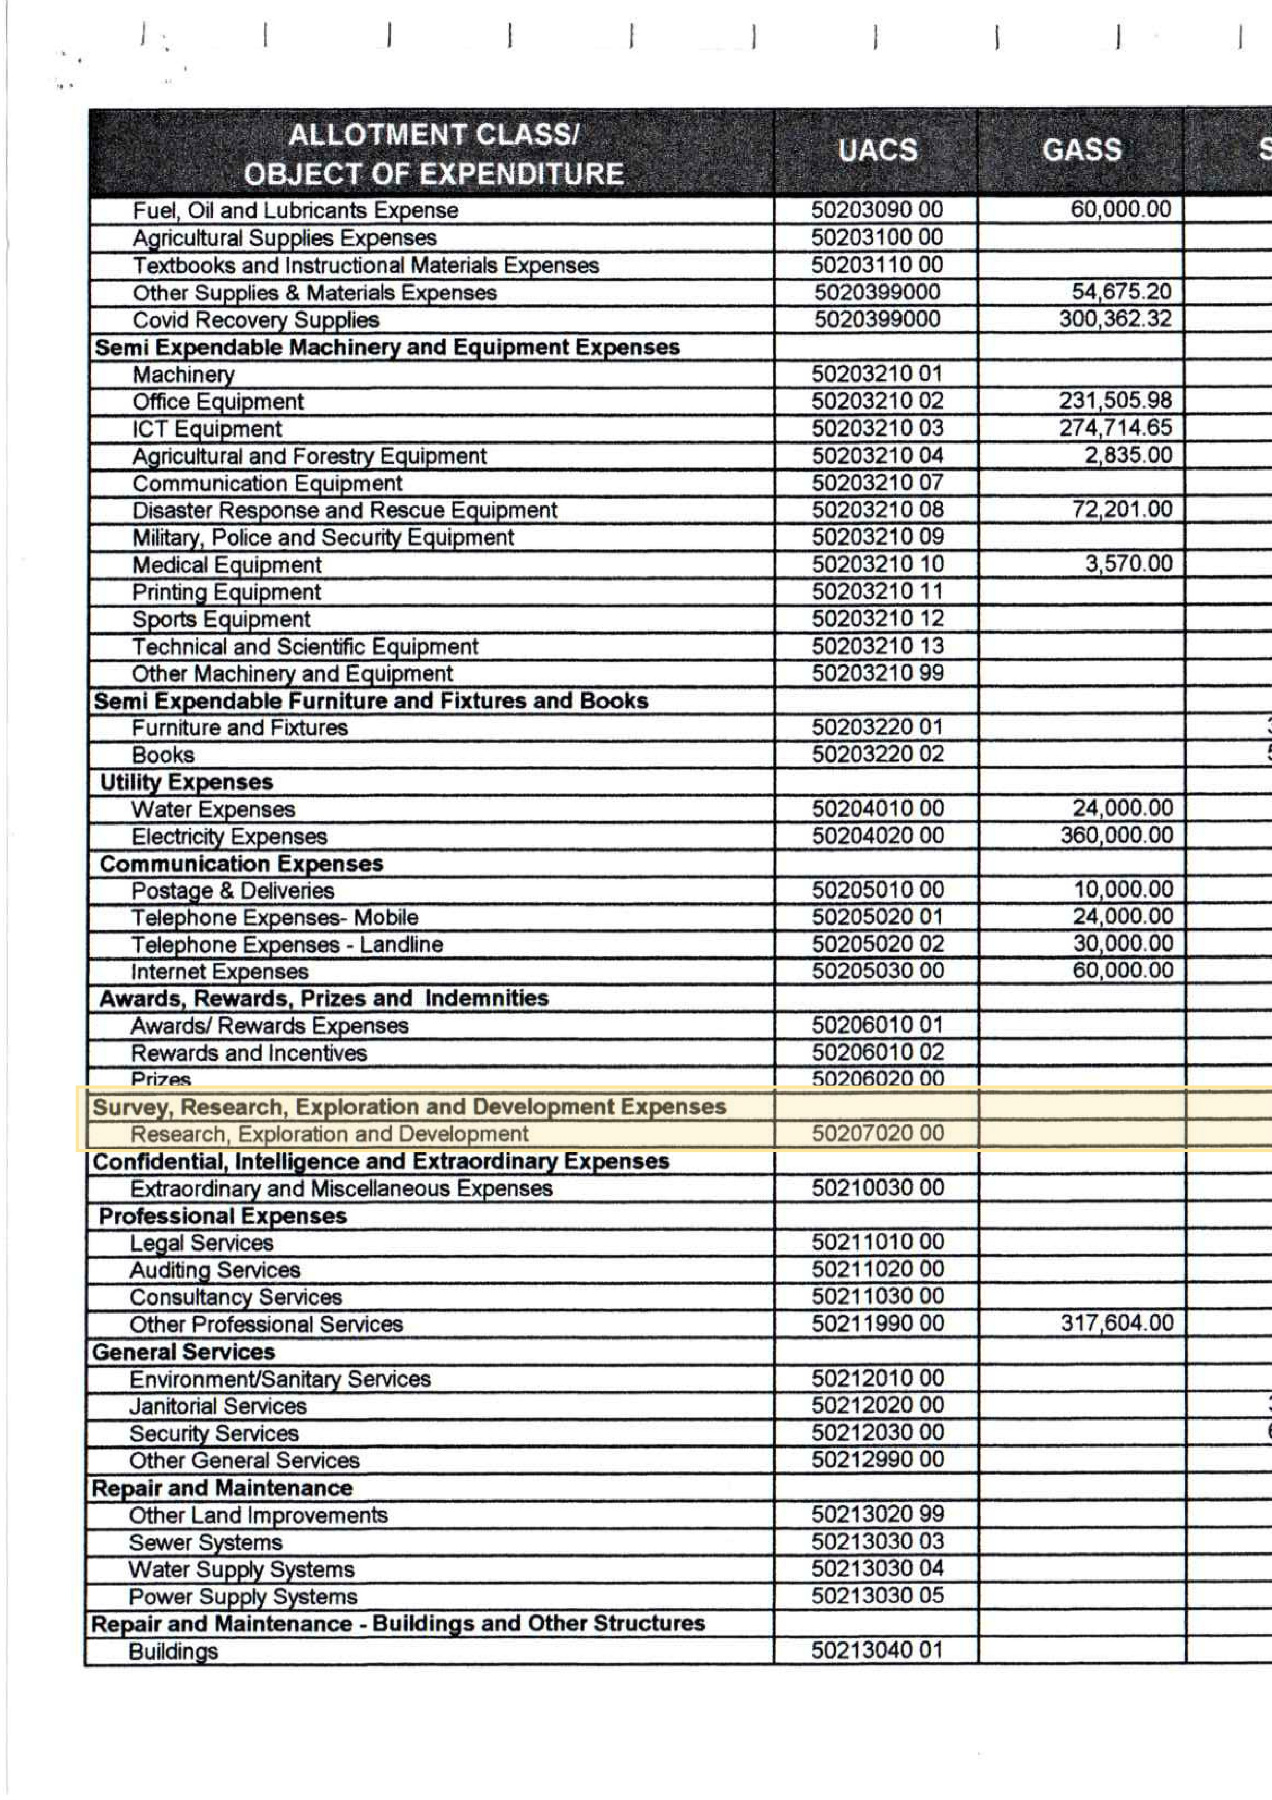 ALLOTMENT CLASS/ UACS GASS S
OBJECT OF EXPENDITURE
Fuel, Oil and Lubricants Expense 50203090 00 60,000.00
Agricultural Supplies Expenses 50203100 00
Textbooks and Instructional Materials Expenses 50203110 00
Other Supplies & Materials Expenses 5020399000 54,675.20
Covid Recovery Supplies 5020399000 300,362.32
Semi Expendable Machinery and Equipment Expenses
Machinery 50203210 01
Office Equipment 50203210 02 231,505.98
ICT Equipment 50203210 03 274,714.65
Agricultural and Forestry Equipment 50203210 04 2,835.00
Communication Equipment 50203210 07
Disaster Response and Rescue Equipment 50203210 08 72,201.00
Military, Police and Security Equipment 50203210 09
Medical Equipment 50203210 10 3,570.00
Printing Equipment 50203210 11
Sports Equipment 50203210 12
Technical and Scientific Equipment 50203210 13
Other Machinery and Equipment 50203210 99
Semi Expendable Furniture and Fixtures and Books
Furniture and Fixtures 50203220 01
Books 50203220 02
Utility Expenses
Water Expenses 50204010 00 24,000.00
Electricity Expenses 50204020 00 360,000.00
Communication Expenses
Postage & Deliveries 50205010 00 10,000.00
Telephone Expenses- Mobile 50205020 01 24,000.00
Telephone Expenses - Landline 50205020 02 30,000.00
Internet Expenses 50205030 00 60,000.00
Awards, Rewards, Prizes and Indemnities
Awards/ Rewards Expenses 50206010 01
Rewards and Incentives 50206010 02
Prizes 50206020 00
Survey, Research, Exploration and Development Expenses
Research, Exploration and Development 50207020 00
Confidential, Intelligence and Extraordinary Expenses
Extraordinary and Miscellaneous Expenses 50210030 00
Professional Expenses
Legal Services 50211010 00
Auditing Services 50211020 00
Consultancy Services 50211030 00
Other Professional Services 50211990 00 317,604.00
General Services
Environment/Sanitary Services 50212010 00
Janitorial Services 50212020 00
Security Services 50212030 00
Other General Services 50212990 00
Repair and Maintenance
Other Land Improvements 50213020 99
Sewer Systems 50213030 03
Water Supply Systems 50213030 04
Power Supply Systems 50213030 05
Repair and Maintenance - Buildings and Other Structures
Buildings 50213040 01